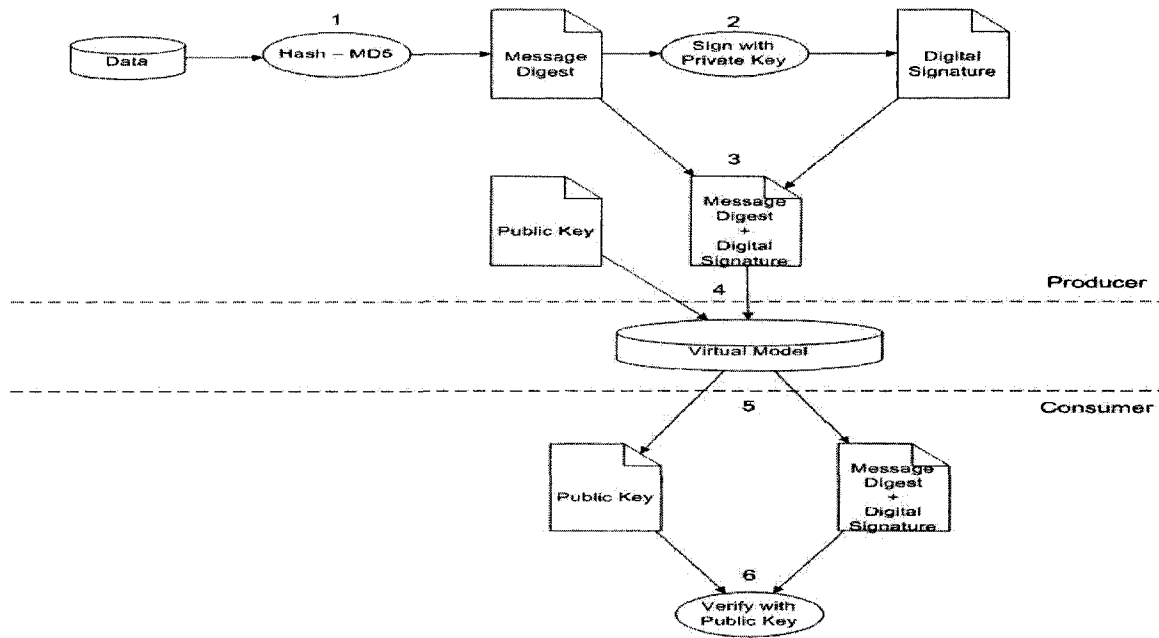 1
2
Data
Hash – MD5
Message
Digest
Sign with
Private Key
Digital
Signature
3
Public Key
Message
Digest
+
Digital
Signature
4
Producer
Virtual Model
5
Consumer
Public Key
Message
Digest
+
Digital
Signature
6
Verify with
Public Key